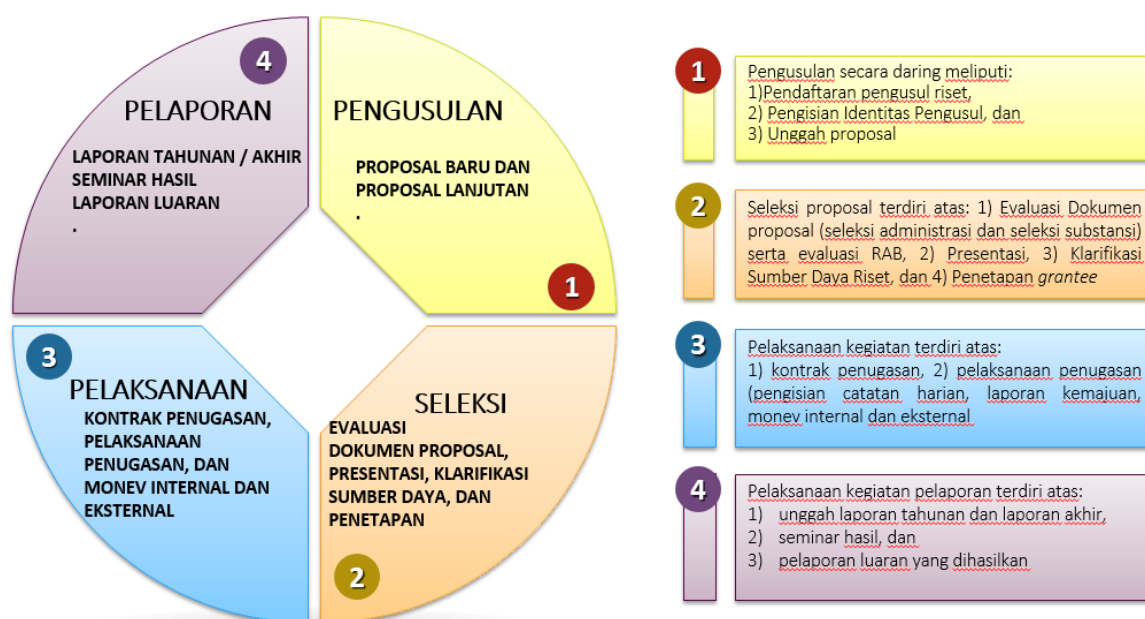 4
PELAPORAN
LAPORAN TAHUNAN / AKHIR
SEMINAR HASIL
LAPORAN LUARAN
.
PENGUSULAN
PROPOSAL BARU DAN
PROPOSAL LANJUTAN
.
1
3
PELAKSANAAN
KONTRAK PENUGASAN,
PELAKSANAAN
PENUGASAN, DAN
MONEV INTERNAL DAN
EKSTERNAL
SELEKSI
EVALUASI
DOKUMEN PROPOSAL,
PRESENTASI, KLARIFIKASI
SUMBER DAYA, DAN
PENETAPAN
2
1
Pengusulan secara daring meliputi:
1)Pendaftaran pengusul riset,
2) Pengisian Identitas Pengusul, dan
3) Unggah proposal
2
Seleksi proposal terdiri atas: 1) Evaluasi Dokumen
proposal (seleksi administrasi dan seleksi substansi)
serta evaluasi RAB, 2) Presentasi, 3) Klarifikasi
Sumber Daya Riset, dan 4) Penetapan grantee
3
Pelaksanaan kegiatan terdiri atas:
1) kontrak penugasan, 2) pelaksanaan penugasan
(pengisian catatan harian, laporan kemajuan,
monev internal dan eksternal
4
Pelaksanaan kegiatan pelaporan terdiri atas:
1) unggah laporan tahunan dan laporan akhir,
2) seminar hasil, dan
3) pelaporan luaran yang dihasilkan